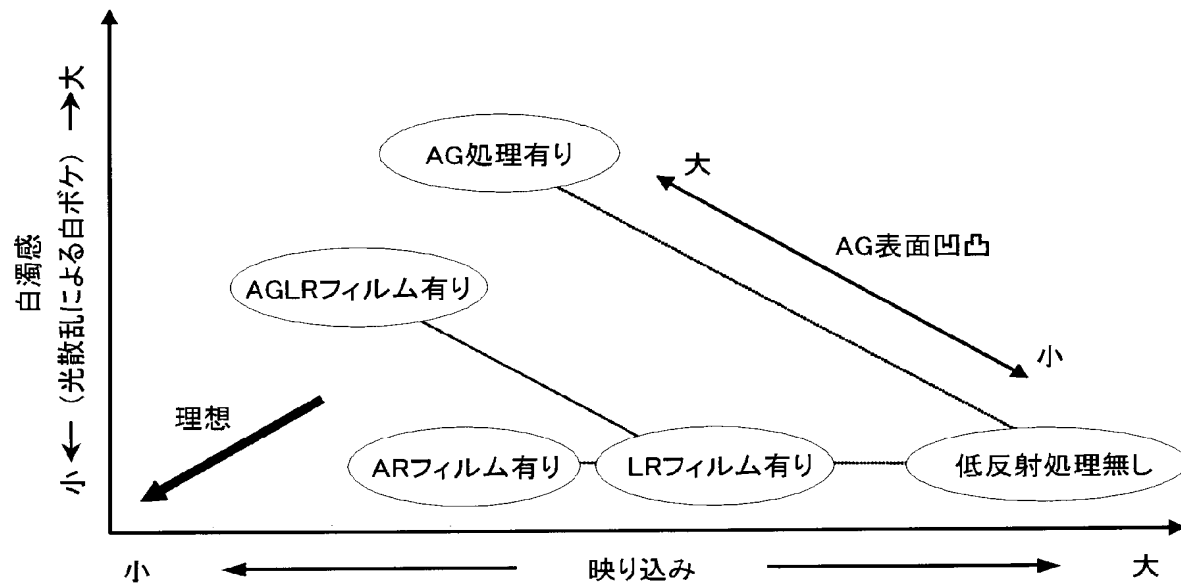 白濁感
小 ← （光散乱による白ボケ） → 大
AG処理有り
大
AG表面凹凸
小
AGLRフィルム有り
理想
ARフィルム有り
LRフィルム有り
低反射処理無し
小
映り込み
大